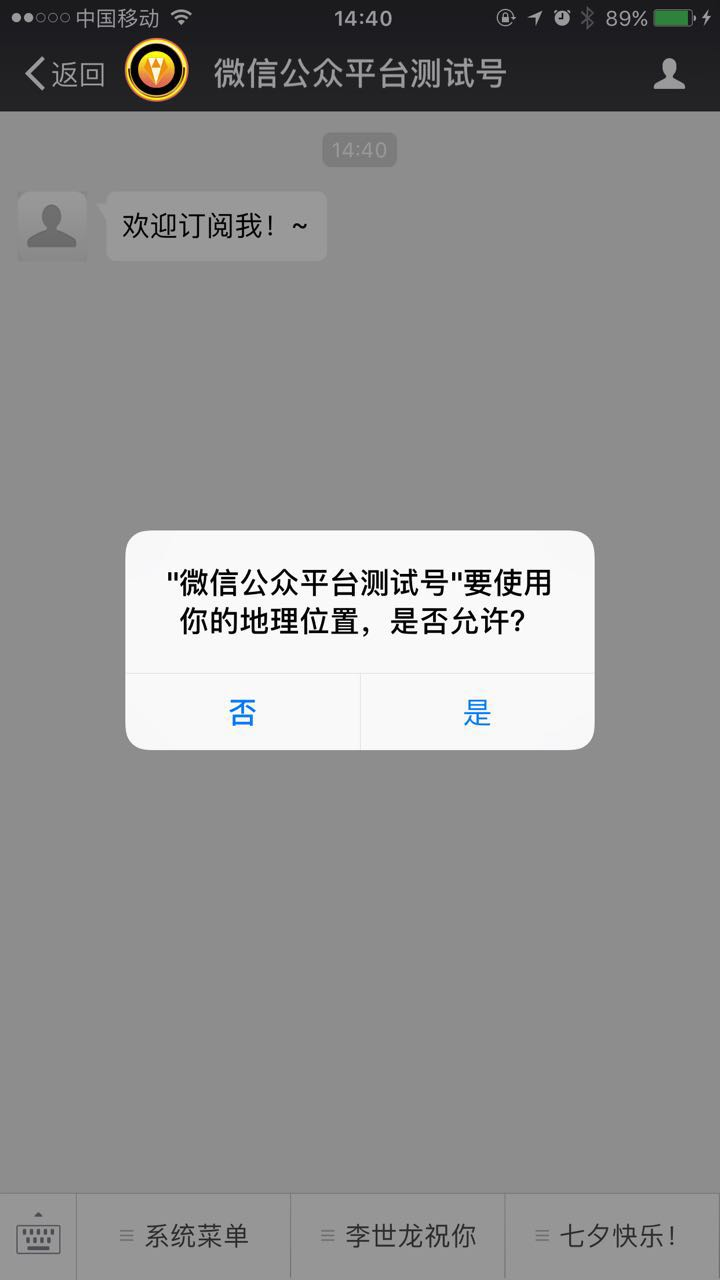 中国移动
14:40
89%
返回
微信公众平台测试号
14:40
欢迎订阅我！~
"微信公众平台测试号"要使用
你的地理位置，是否允许？
否
是
系统菜单
李世龙祝你
七夕快乐！